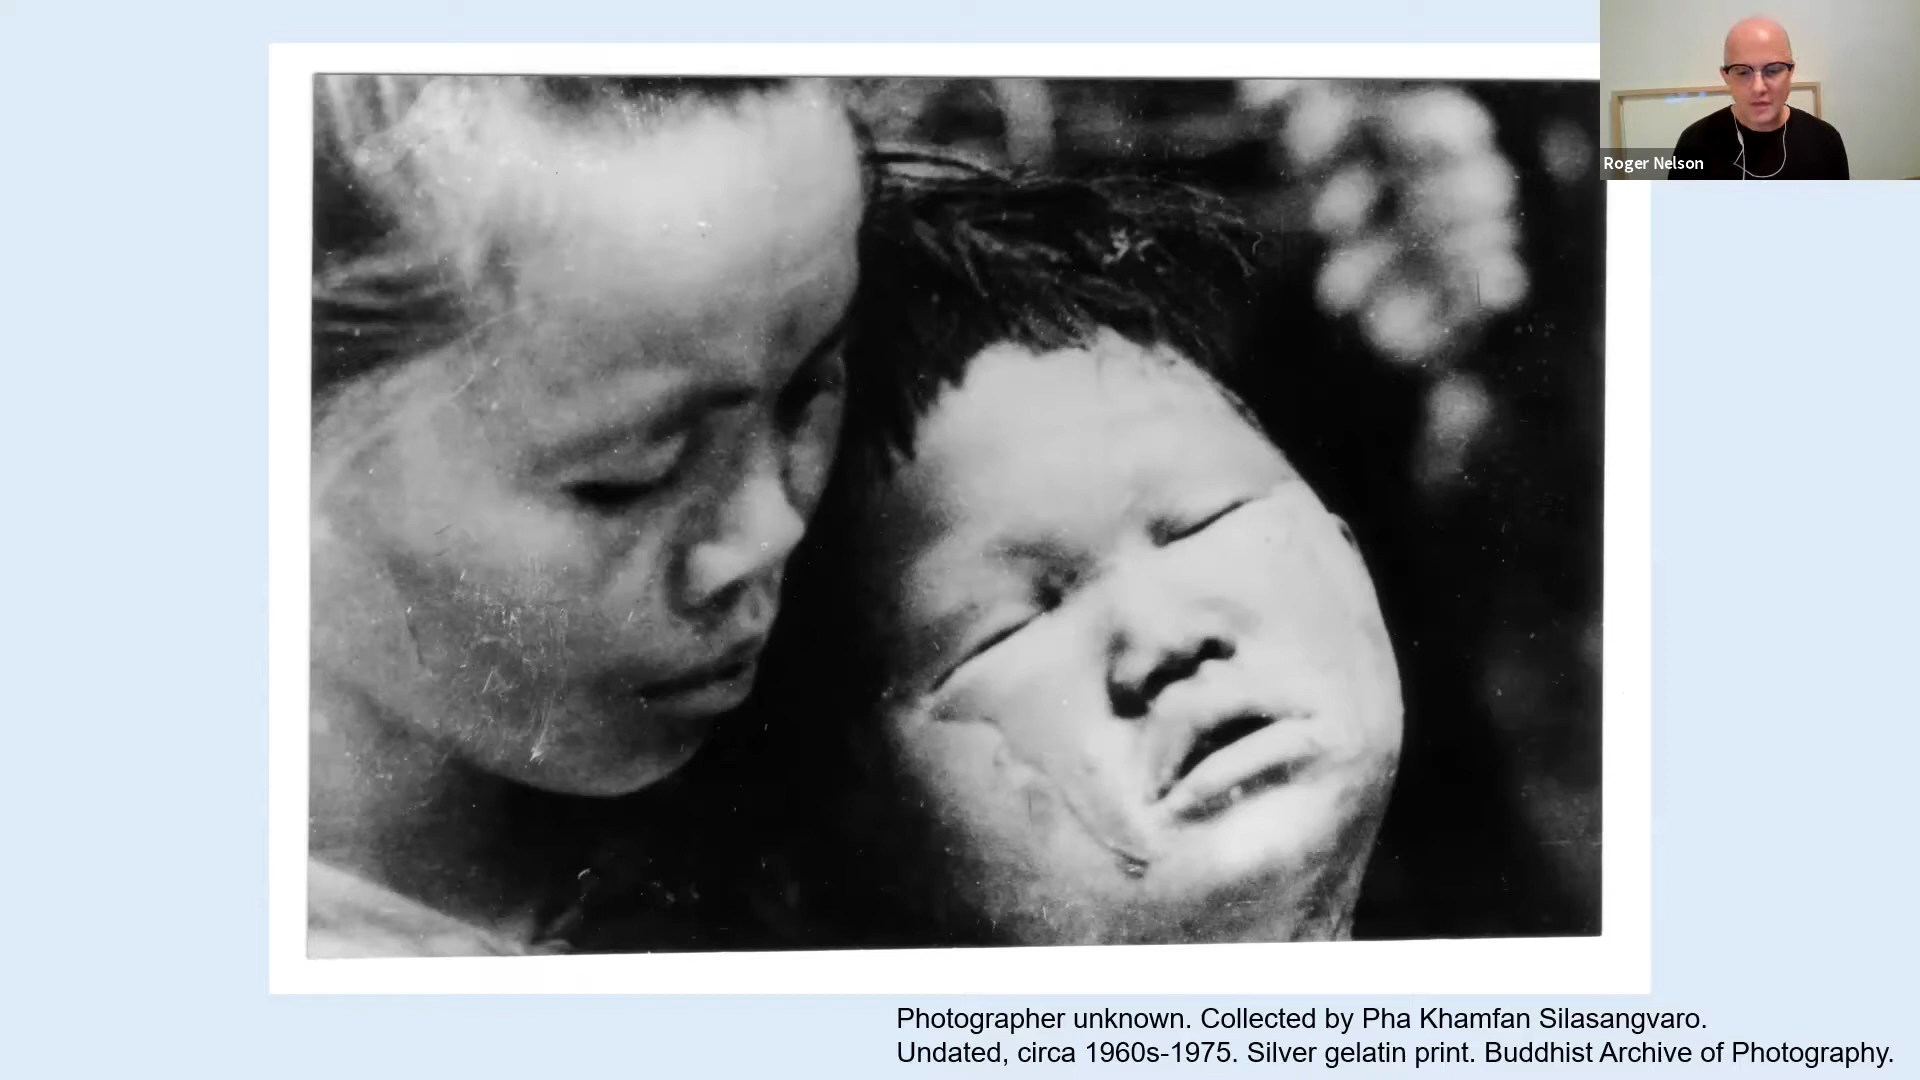 Roger Nelson
Photographer unknown. Collected by Pha Khamfan Silasangvaro.
Undated, circa 1960s-1975. Silver gelatin print. Buddhist Archive of Photography.